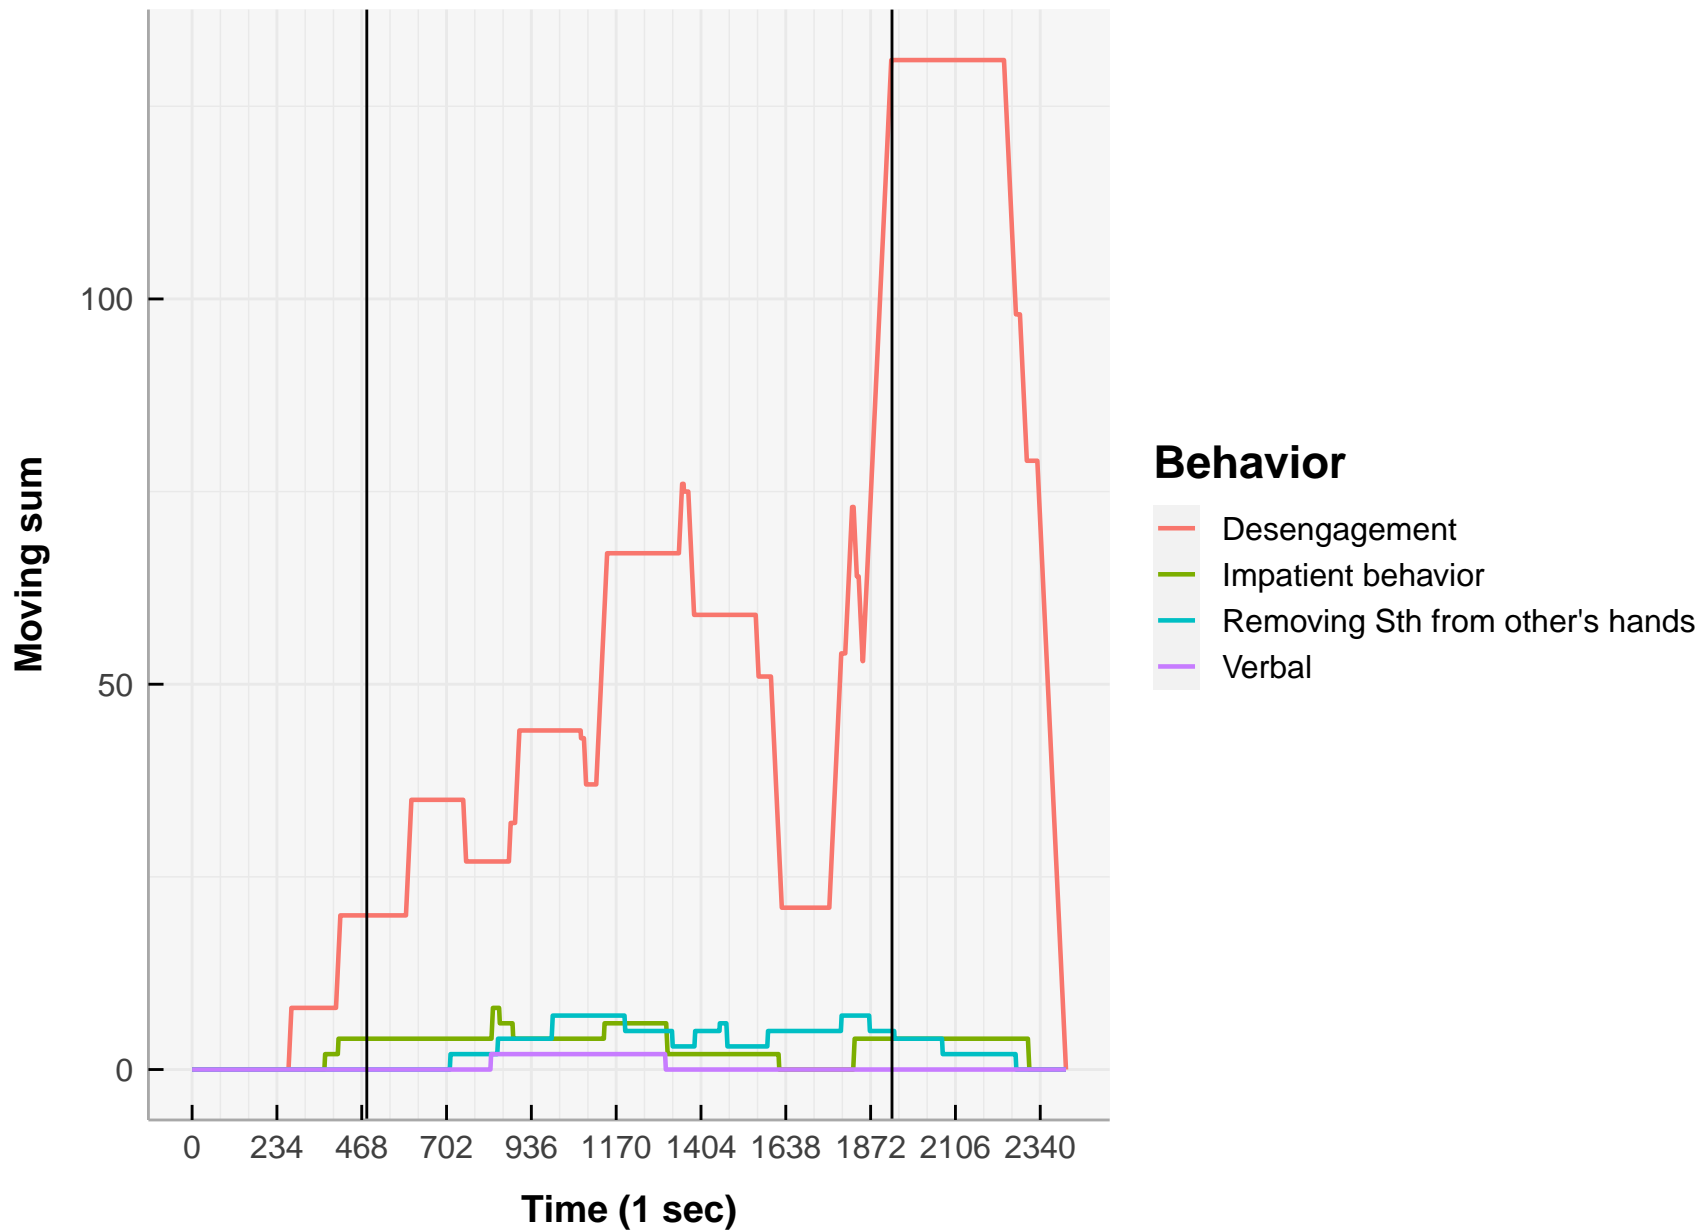 100
50
0
Moving sum
0 234 468 702 936 1170 1404 1638 1872 2106 2340
Time (1 sec)
Behavior
Desengagement
Impatient behavior
Removing Sth from other's hands
Verbal